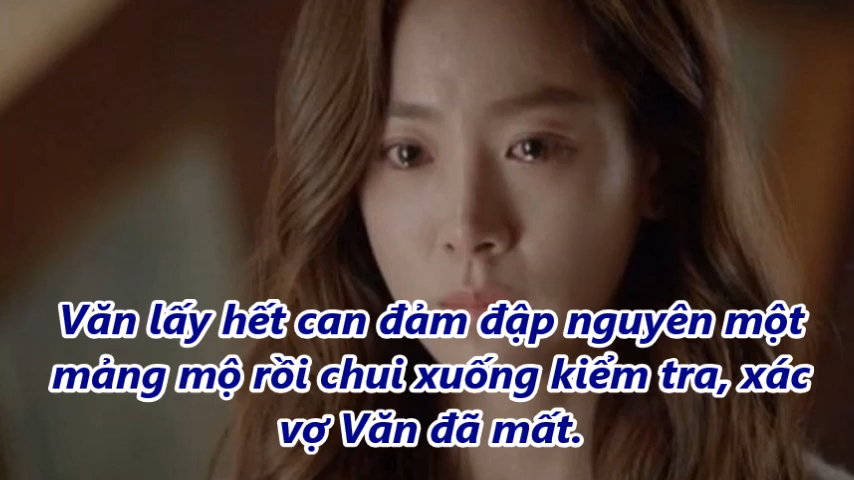 Văn lấy hết can đảm đập nguyên một
mảng mộ rồi chui xuống kiểm tra, xác
vợ Văn đã mất.